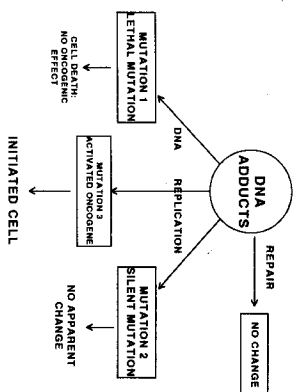 DNA
ADDUCTS
REPAIR
NO CHANGE
DNA
REPLICATION
MUTATION 1
LETHAL MUTATION
CELL DEATH:
NO ONCOGENIC
EFFECT
MUTATION 3
ACTIVATED ONCOGENE
INITIATED CELL
MUTATION 2
SILENT MUTATION
NO APPARENT
CHANGE